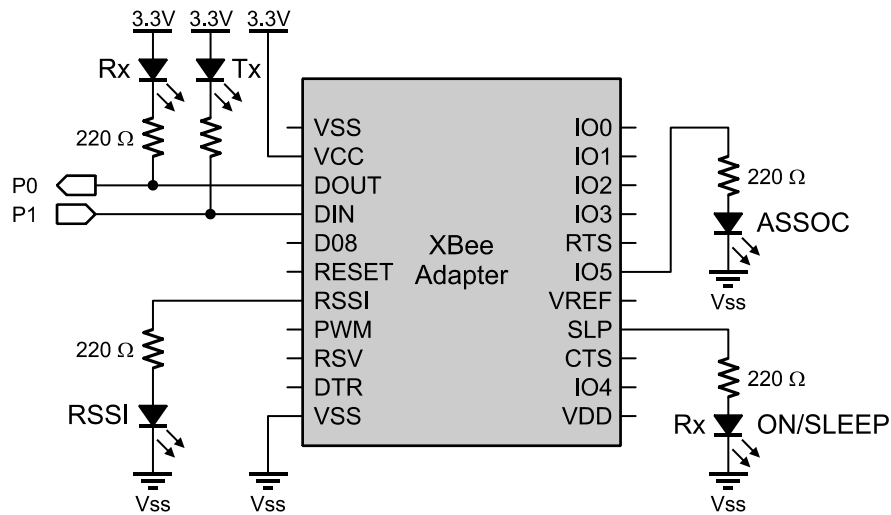 3.3V 3.3V 3.3V
Rx Tx
220 Ω
P0
P1
VSS
VCC
DOUT
DIN
D08
RESET
RSSI
PWM
RSV
DTR
VSS
XBee
Adapter
IO0
IO1
IO2
IO3
RTS
IO5
VREF
SLP
CTS
IO4
VDD
220 Ω
RSSI
Vss
Vss
220 Ω
ASSOC
Vss
220 Ω
Rx ON/SLEEP
Vss